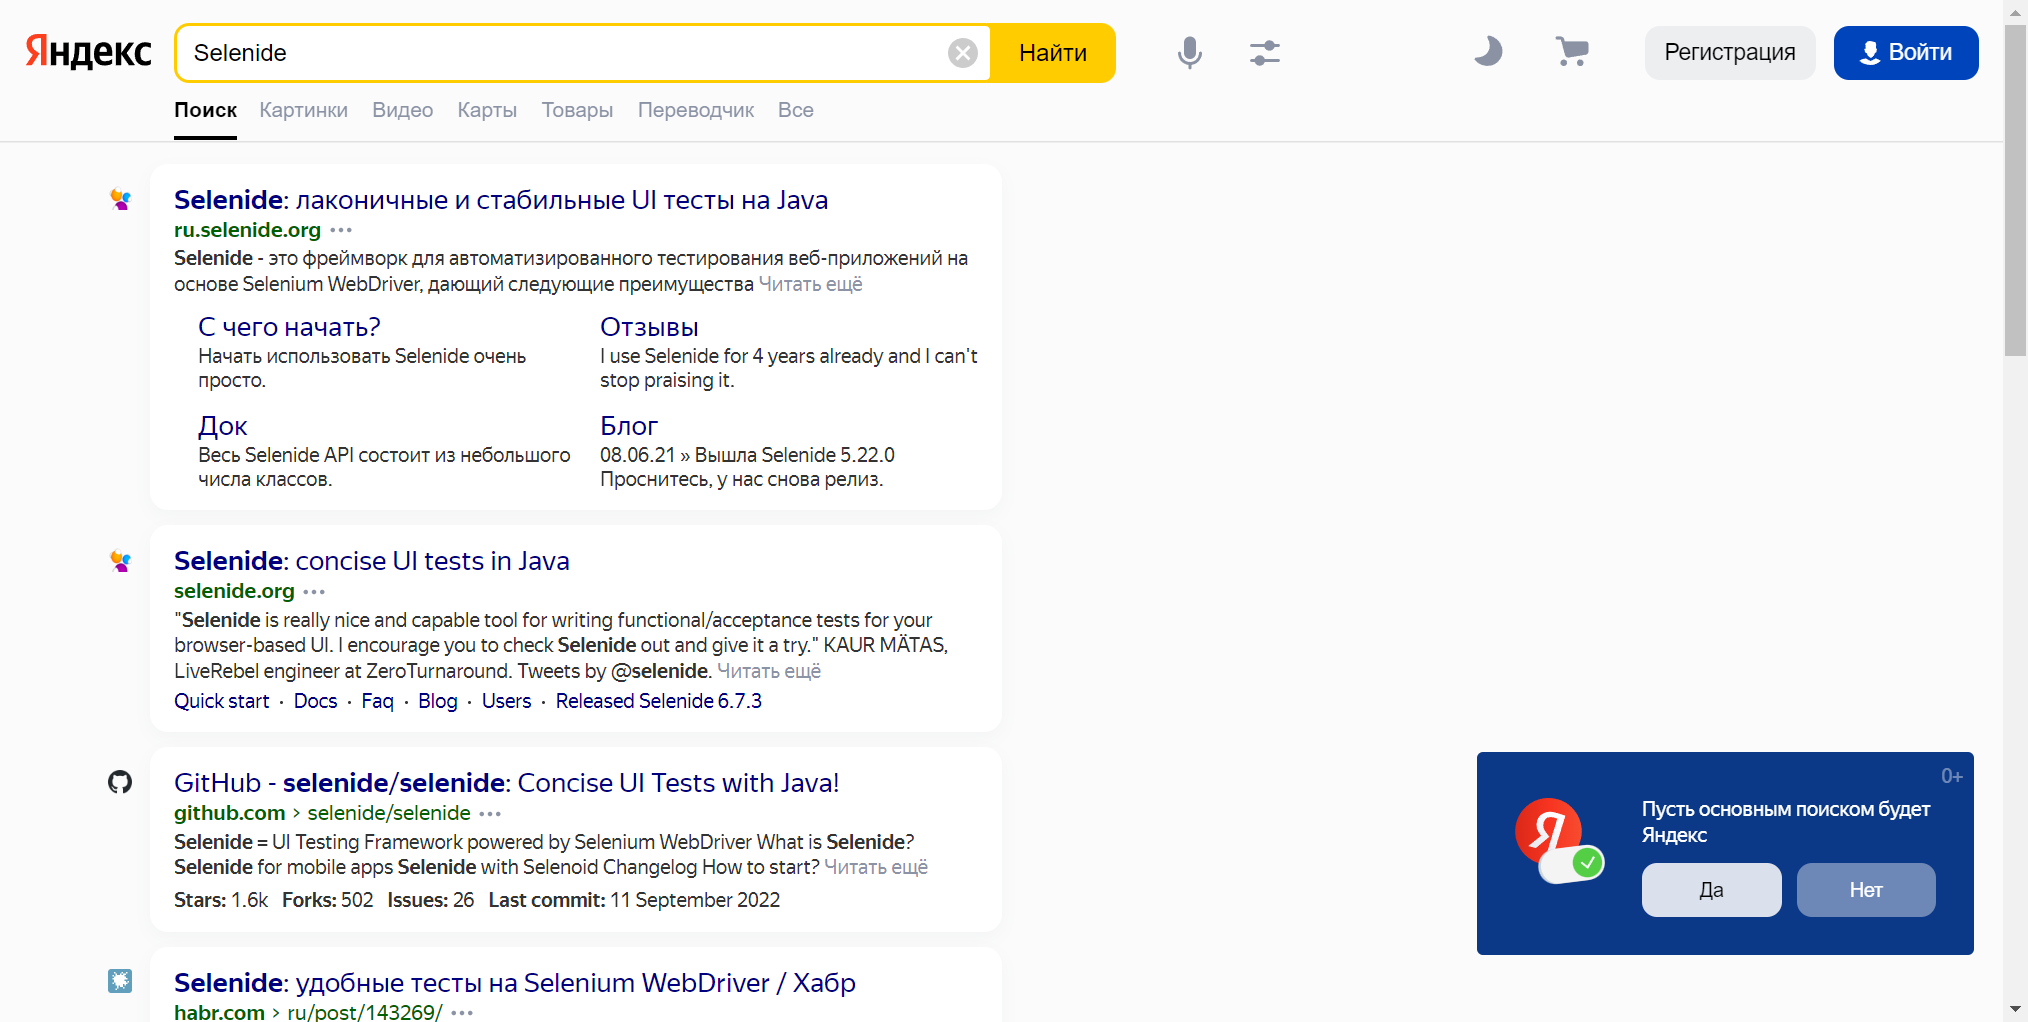 Яндекс
Selenide
Найти
Регистрация
Войти
Поиск Картинки Видео Карты Товары Переводчик Все
Selenide: лаконичные и стабильные UI тесты на Java
ru.selenide.org
Selenide - это фреймворк для автоматизированного тестирования веб-приложений на
основе Selenium WebDriver, дающий следующие преимущества Читать ещё
С чего начать?
Начать использовать Selenide очень
просто.
Отзывы
I use Selenide for 4 years already and I can't
stop praising it.
Док
Весь Selenide API состоит из небольшого
числа классов.
Блог
08.06.21 » Вышла Selenide 5.22.0
Проснитесь, у нас снова релиз.
Selenide: concise UI tests in Java
selenide.org
"Selenide is really nice and capable tool for writing functional/acceptance tests for your
browser-based UI. I encourage you to check Selenide out and give it a try." KAUR MÄTAS,
LiveRebel engineer at ZeroTurnaround. Tweets by @selenide. Читать ещё
Quick start · Docs · Faq · Blog · Users · Released Selenide 6.7.3
GitHub - selenide/selenide: Concise UI Tests with Java!
github.com › selenide/selenide
Selenide = UI Testing Framework powered by Selenium WebDriver What is Selenide?
Selenide for mobile apps Selenide with Selenoid Changelog How to start? Читать ещё
Stars: 1.6k Forks: 502 Issues: 26 Last commit: 11 September 2022
Selenide: удобные тесты на Selenium WebDriver / Хабр
habr.com › ru/post/143269/
0+
Я
Пусть основным поиском будет
Яндекс
Да
Нет